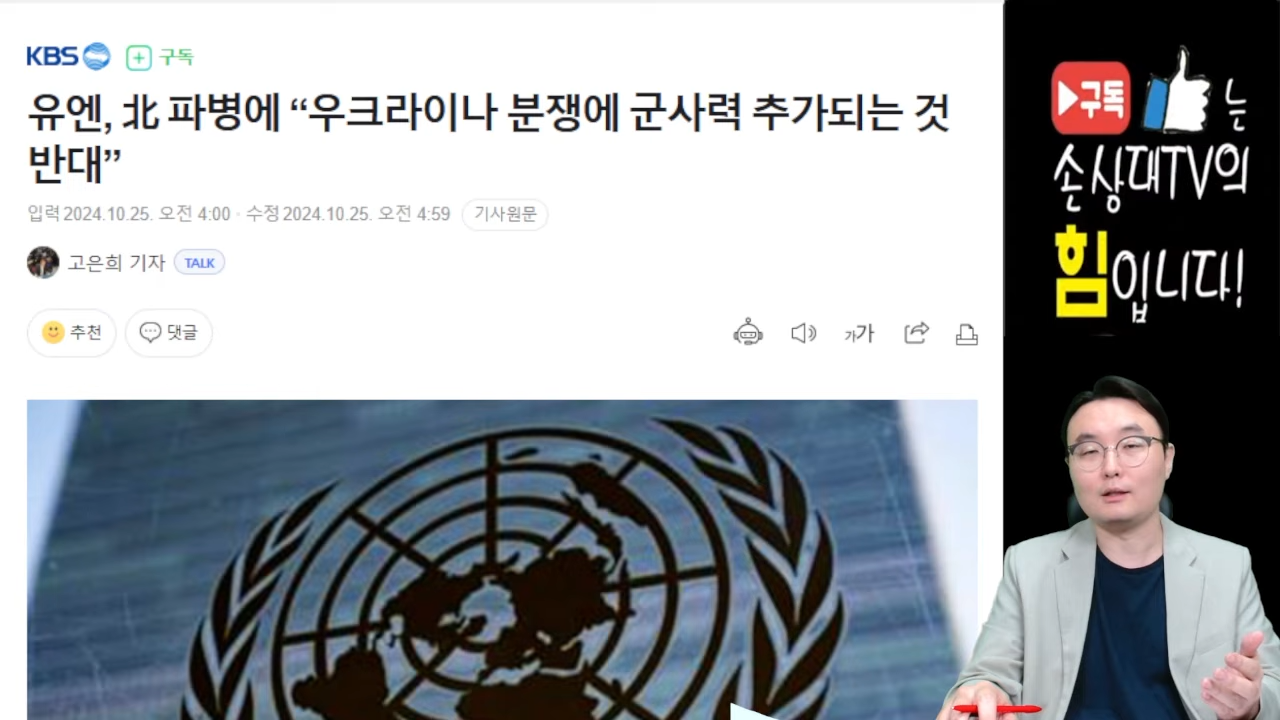 KBS 구독
유엔, 北 파병에 “우크라이나 분쟁에 군사력 추가되는 것
반대”
입력 2024.10.25. 오전 4:00 · 수정 2024.10.25. 오전 4:59 기사원문
고은희 기자 TALK
추천 댓글
가가
구독 는
손상대TV의
힘입니다!